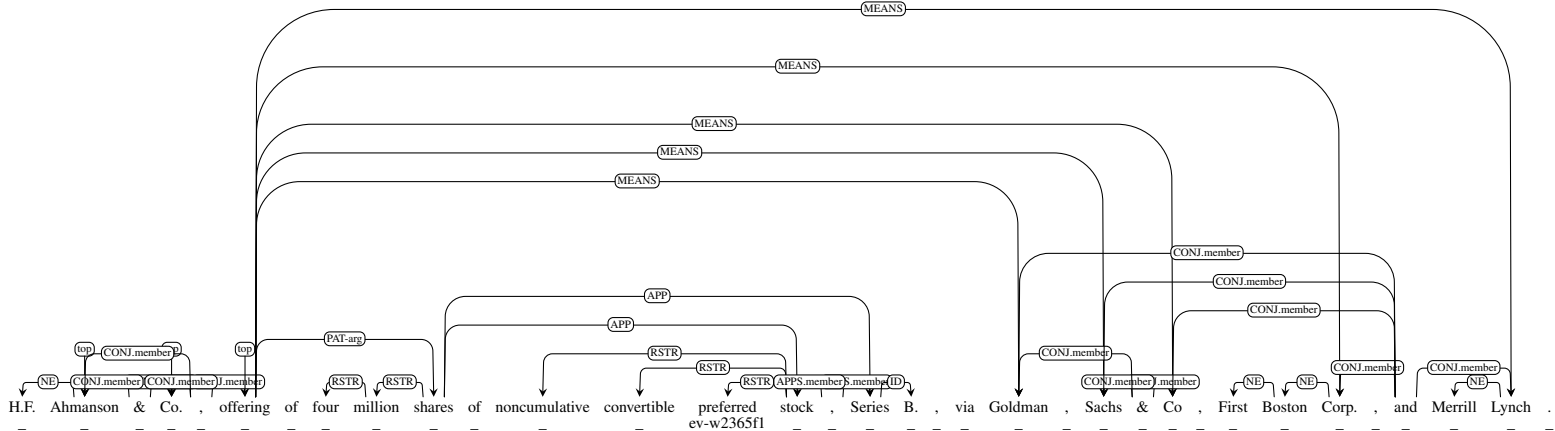 MEANS
MEANS
MEANS
MEANS
MEANS
CONJ.member
CONJ.member
APP
CONJ.member
APP
PAT-arg
top CONJ.member top
RSTR
CONJ.member
RSTR
CONJ.member CONJ.member
NE CONJ.member CONJ.member RSTR RSTR RSTR APPS.member ID CONJ.member NE NE NE
H.F. Ahmanson & Co. , offering of four million shares of noncumulative convertible preferred stock , Series B. , via Goldman , Sachs & Co , First Boston Corp. , and Merrill Lynch .
_ _ _ _ _ _ _ _ _ _ _ _ _ ev-w2365f1 _ _ _ _ _ _ _ _ _ _ _ _ _ _ _ _ _ _ _ _